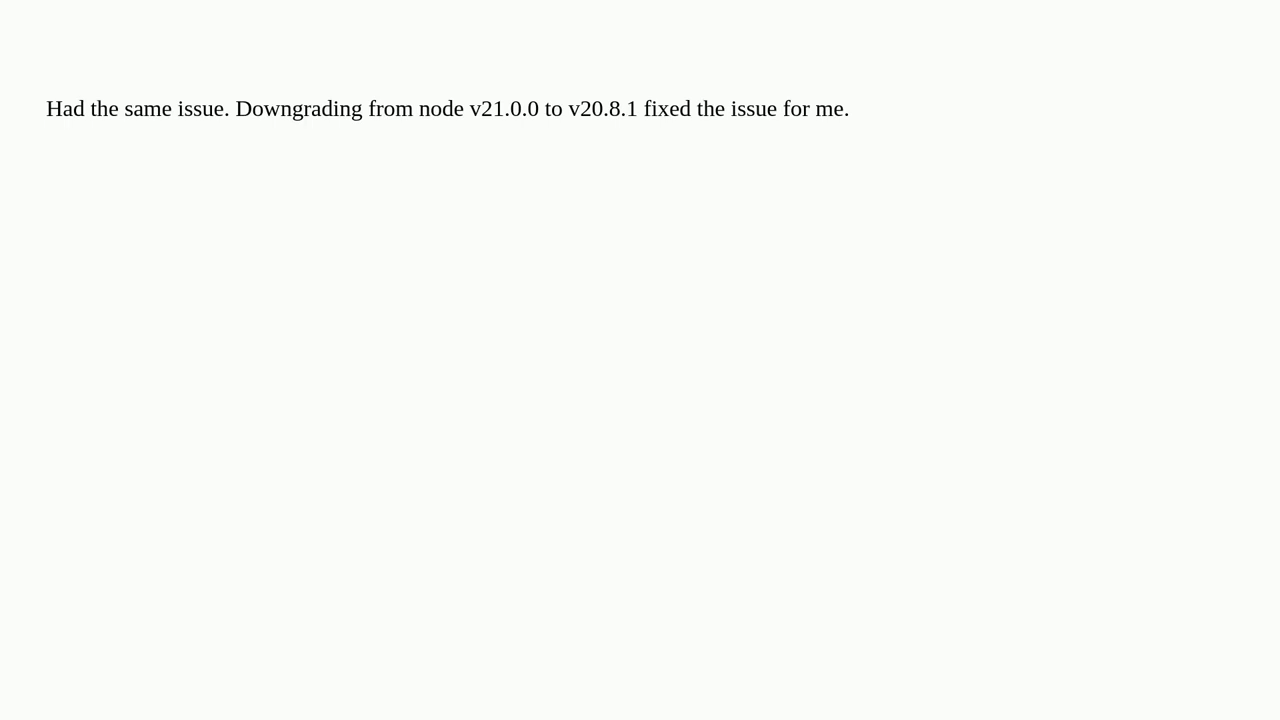 Had the same issue. Downgrading from node v21.0.0 to v20.8.1 fixed the issue for me.